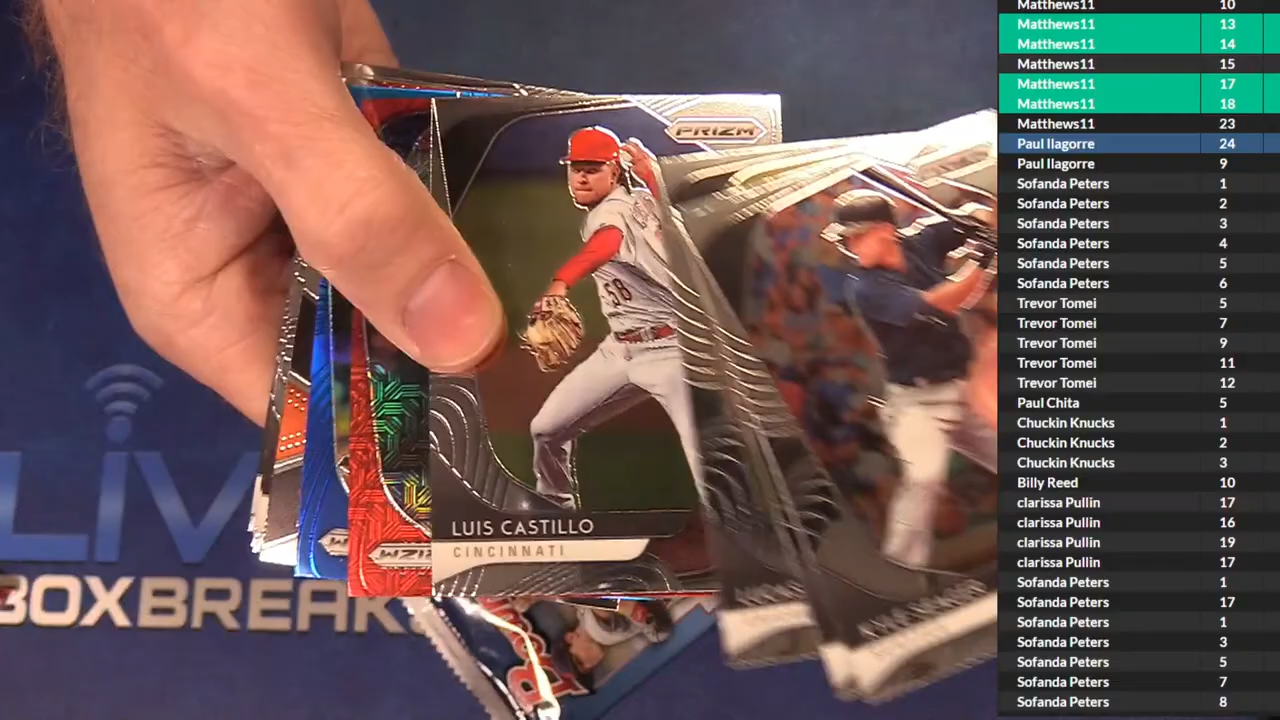 PRIZM
58
LUIS CASTILLO
CINCINNATI
LIV
BOXBREAK
Matthews11 10
Matthews11 13
Matthews11 14
Matthews11 15
Matthews11 17
Matthews11 18
Matthews11 23
Paul Ilagorre 24
Paul Ilagorre 9
Sofanda Peters 1
Sofanda Peters 2
Sofanda Peters 3
Sofanda Peters 4
Sofanda Peters 5
Sofanda Peters 6
Trevor Tomei 5
Trevor Tomei 7
Trevor Tomei 9
Trevor Tomei 11
Trevor Tomei 12
Paul Chita 5
Chuckin Knucks 1
Chuckin Knucks 2
Chuckin Knucks 3
Billy Reed 10
clarissa Pullin 17
clarissa Pullin 16
clarissa Pullin 19
clarissa Pullin 17
Sofanda Peters 1
Sofanda Peters 17
Sofanda Peters 1
Sofanda Peters 3
Sofanda Peters 5
Sofanda Peters 7
Sofanda Peters 8